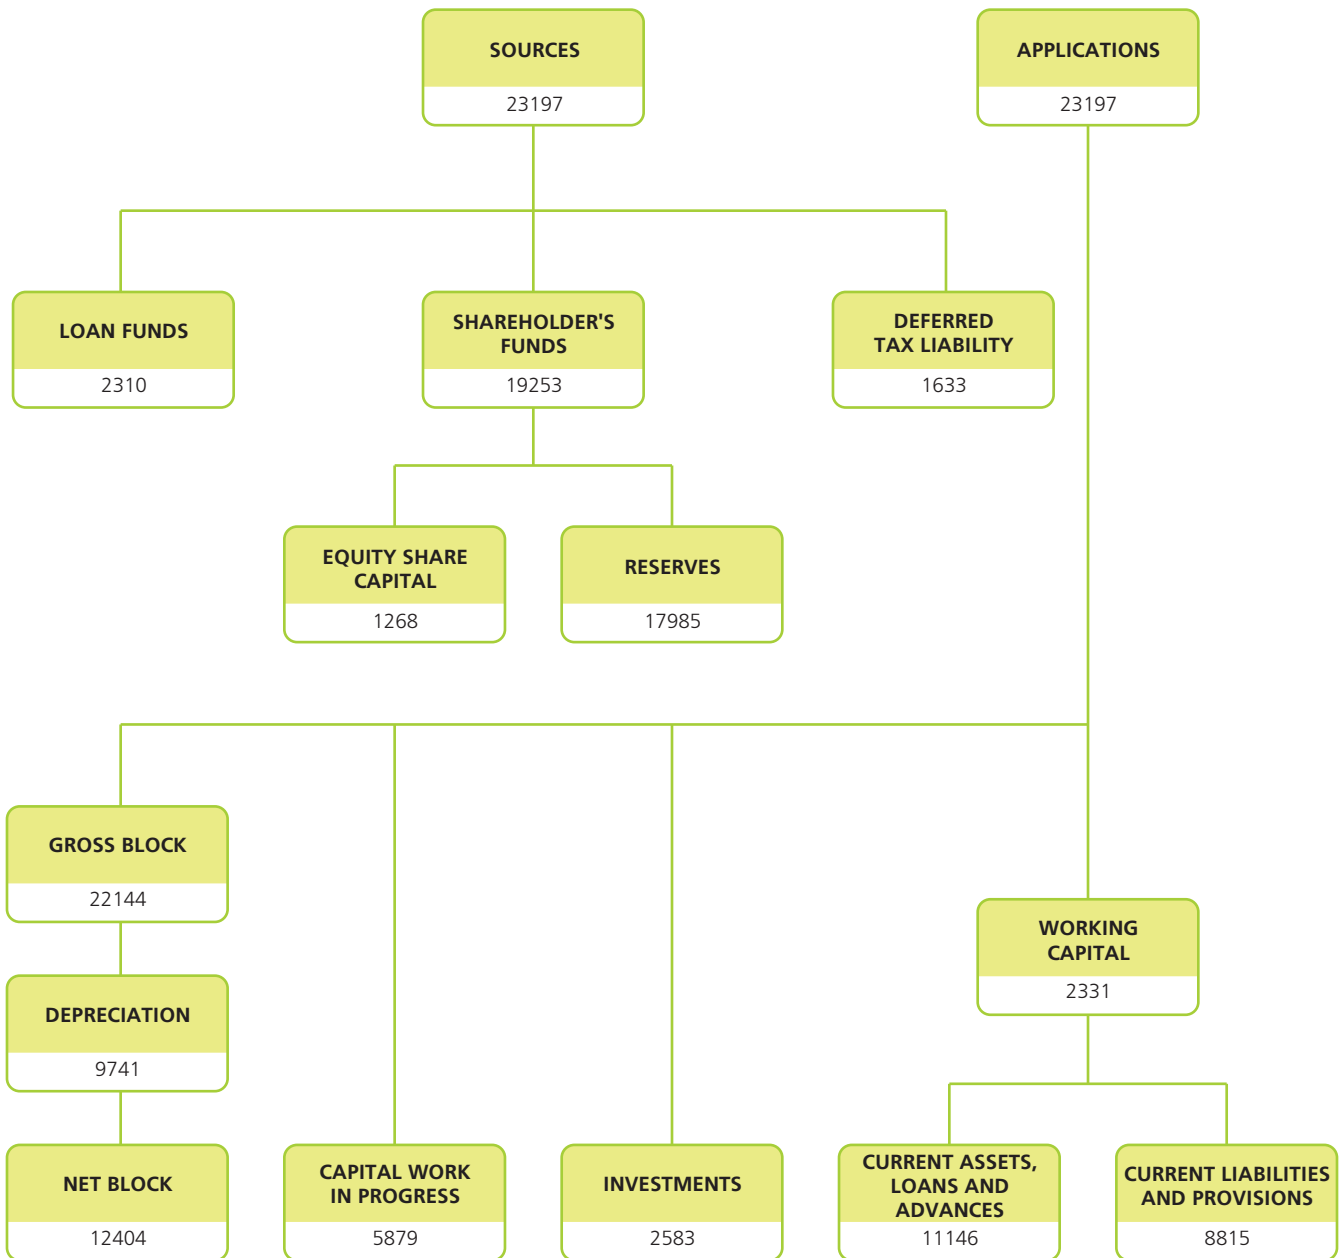 SOURCES
23197
APPLICATIONS
23197
LOAN FUNDS
2310
SHAREHOLDER'S
FUNDS
19253
DEFERRED
TAX LIABILITY
1633
EQUITY SHARE
CAPITAL
1268
RESERVES
17985
GROSS BLOCK
22144
WORKING
CAPITAL
2331
DEPRECIATION
9741
NET BLOCK
12404
CAPITAL WORK
IN PROGRESS
5879
INVESTMENTS
2583
CURRENT ASSETS,
LOANS AND
ADVANCES
11146
CURRENT LIABILITIES
AND PROVISIONS
8815